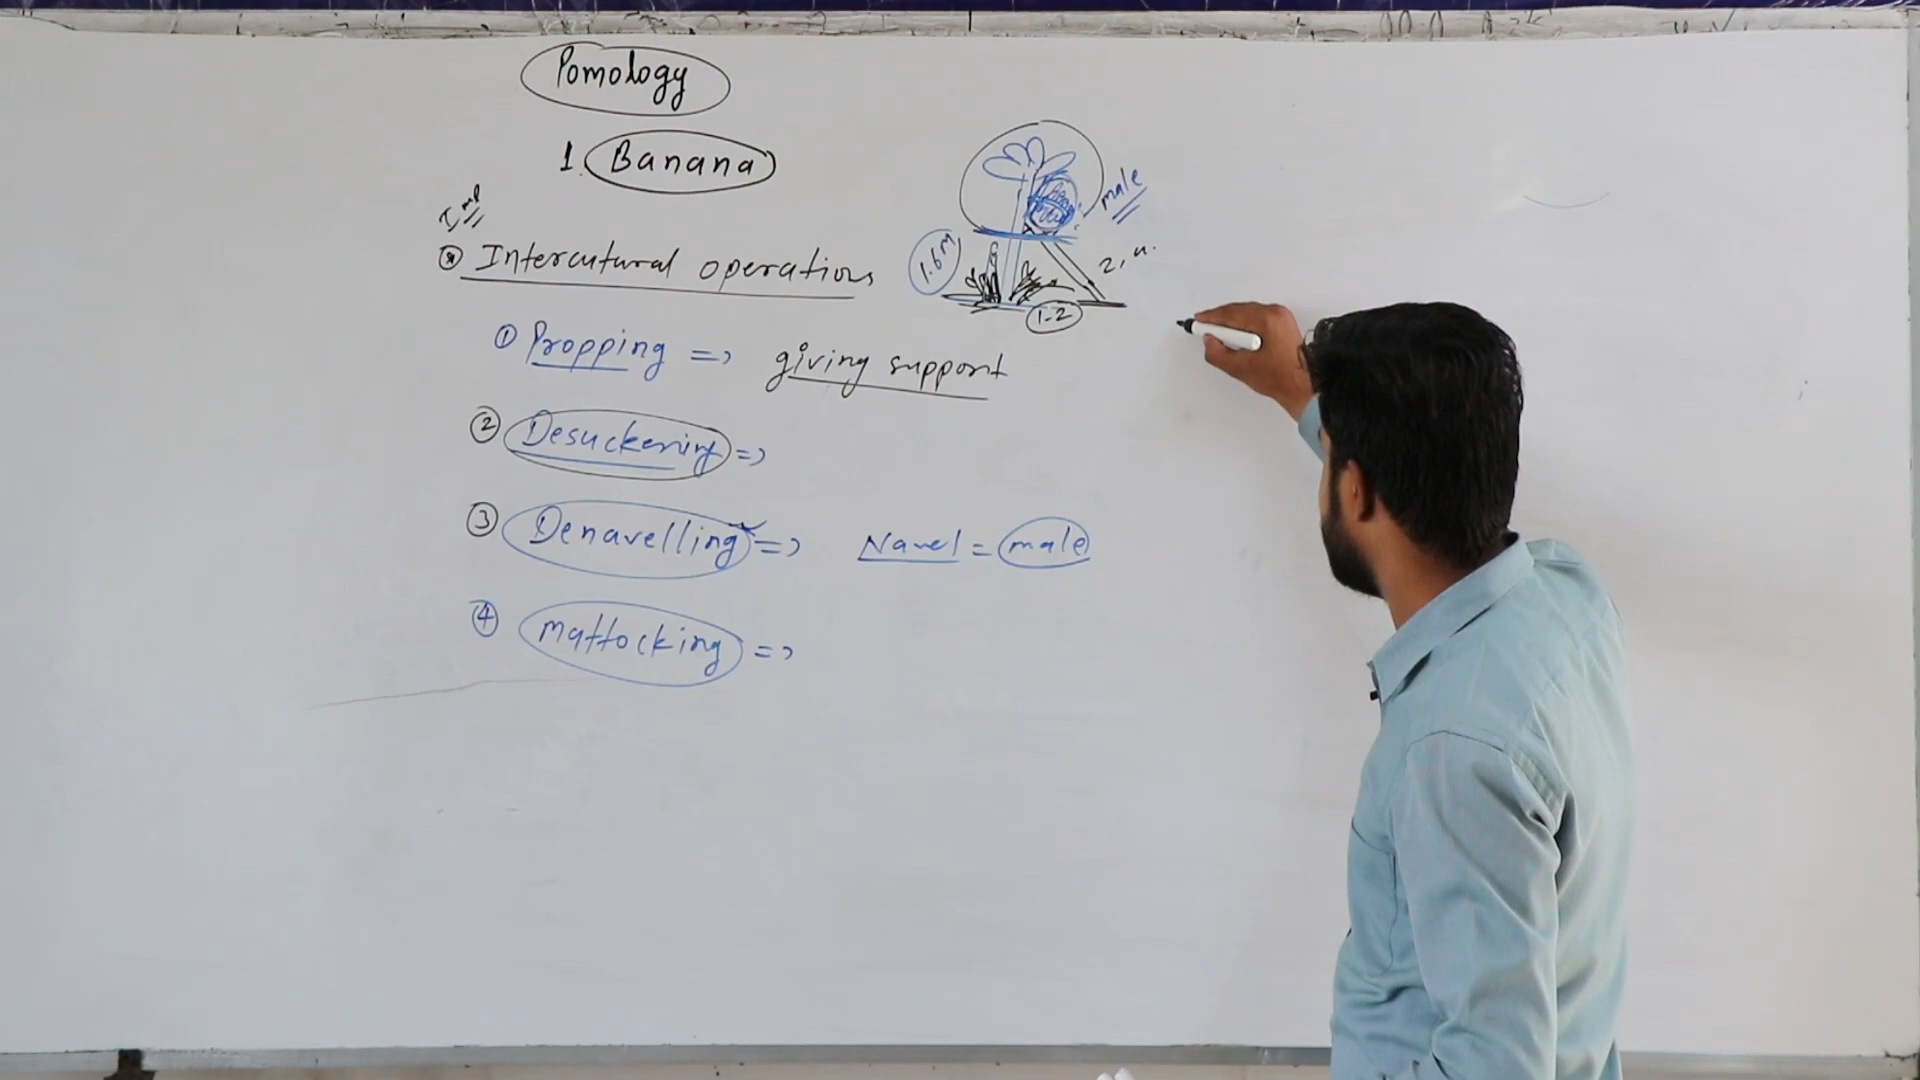 Pomology
1. Banana
Imp
Intercutural operations
male
1.6M
2, u.
1-2
① Propping => giving support
② Desuckering =>
③ Denavelling => Navel = male
④ Mattocking =>